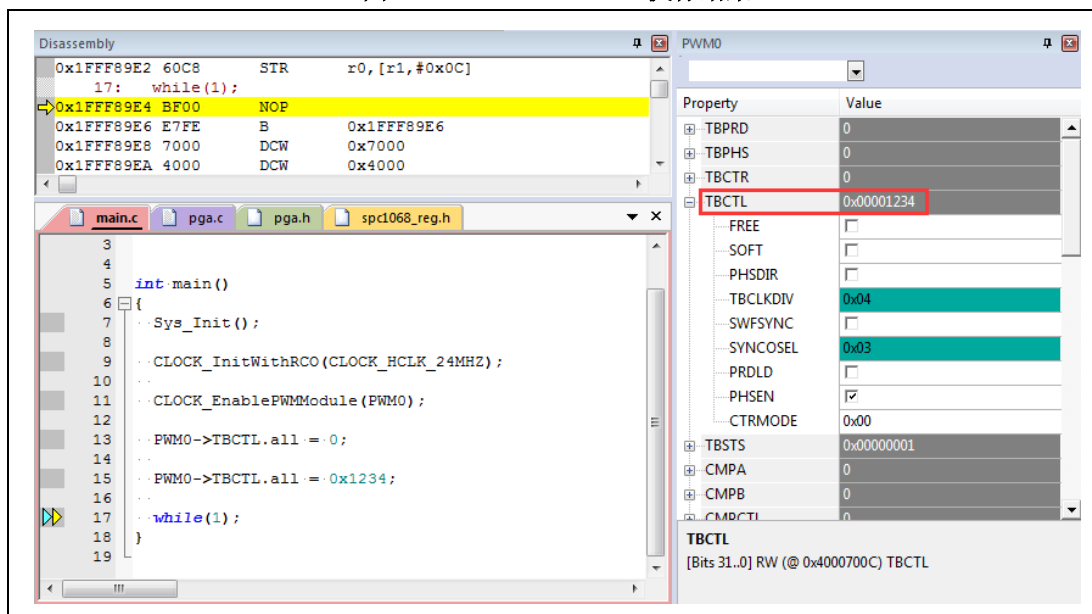 Disassembly
0x1FFF89E2 60C8 STR r0,[r1,#0x0C]
17: while(1);
0x1FFF89E4 BF00 NOP
0x1FFF89E6 E7FE B 0x1FFF89E6
0x1FFF89E8 7000 DCW 0x7000
0x1FFF89EA 4000 DCW 0x4000
main.c pga.c pga.h spc1068_reg.h
3
4
5 int main()
6 {
7 Sys_Init();
8
9 CLOCK_InitWithRCO(CLOCK_HCLK_24MHZ);
10
11 CLOCK_EnablePWMModule(PWM0);
12
13 PWM0->TBCTL.all = 0;
14
15 PWM0->TBCTL.all = 0x1234;
16
17 while(1);
18 }
19
PWM0
Property Value
TBPRD 0
TBPHS 0
TBCTR 0
TBCTL 0x00001234
FREE
SOFT
PHSDIR
TBCLKDIV 0x04
SWFSYNC
SYNCOSEL 0x03
PRDLD
PHSEN
CTRMODE 0x00
TBSTS 0x00000001
CMPA 0
CMPB 0
CMPCTL 0
TBCTL
[Bits 31..0] RW (@ 0x4000700C) TBCTL